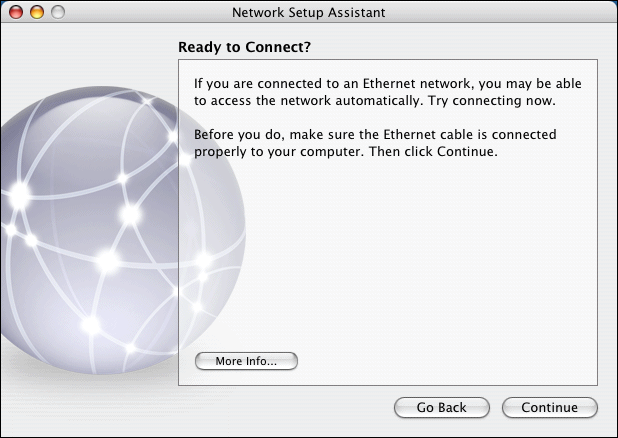 Network Setup Assistant
Ready to Connect?
If you are connected to an Ethernet network, you may be able
to access the network automatically. Try connecting now.
Before you do, make sure the Ethernet cable is connected
properly to your computer. Then click Continue.
More Info...
Go Back
Continue